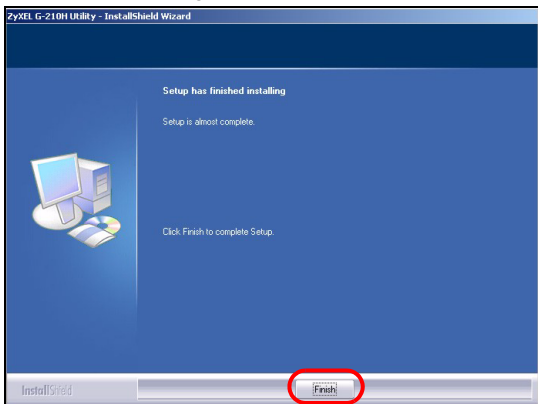 ZyXEL G-210H Utility - InstallShield Wizard
Setup has finished installing
Setup is almost complete.
Click Finish to complete Setup.
InstallShield
Finish